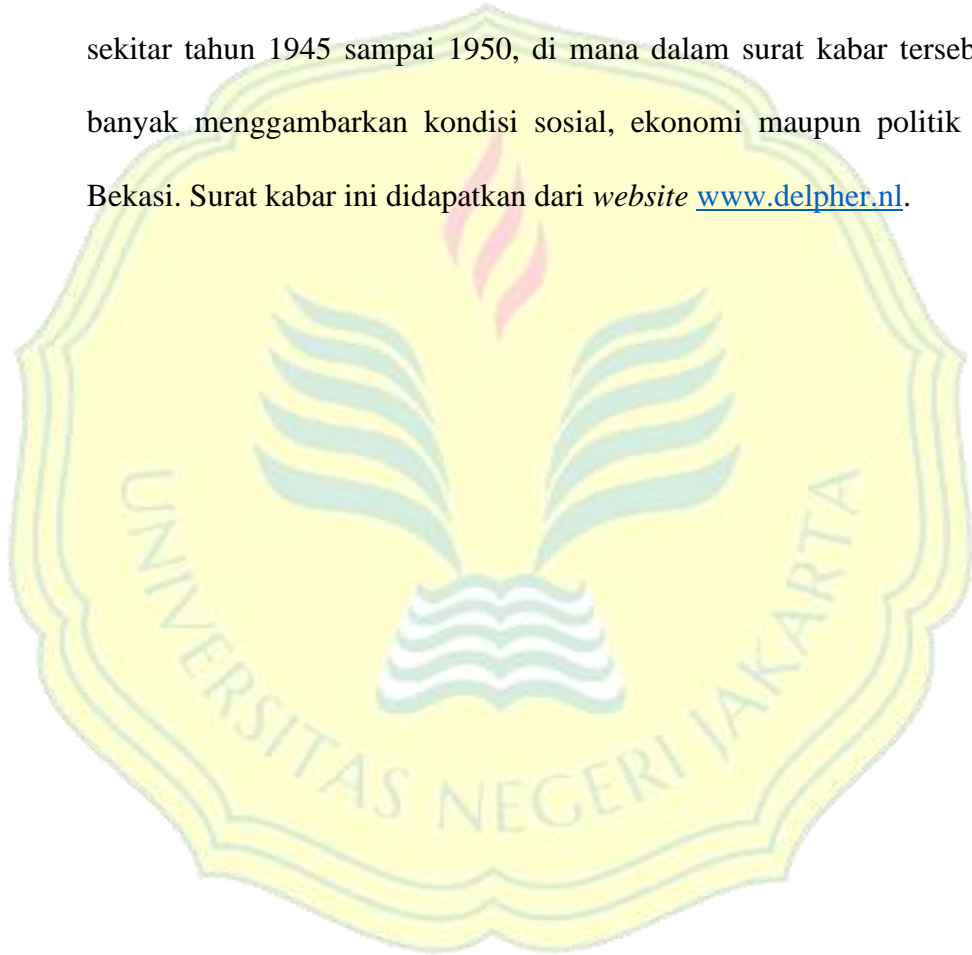 sekitar tahun 1945 sampai 1950, di mana dalam surat kabar terseb
banyak menggambarkan kondisi sosial, ekonomi maupun politik
Bekasi. Surat kabar ini didapatkan dari website www.delpher.nl.
UNIVERSITAS NEGERI JAKARTA